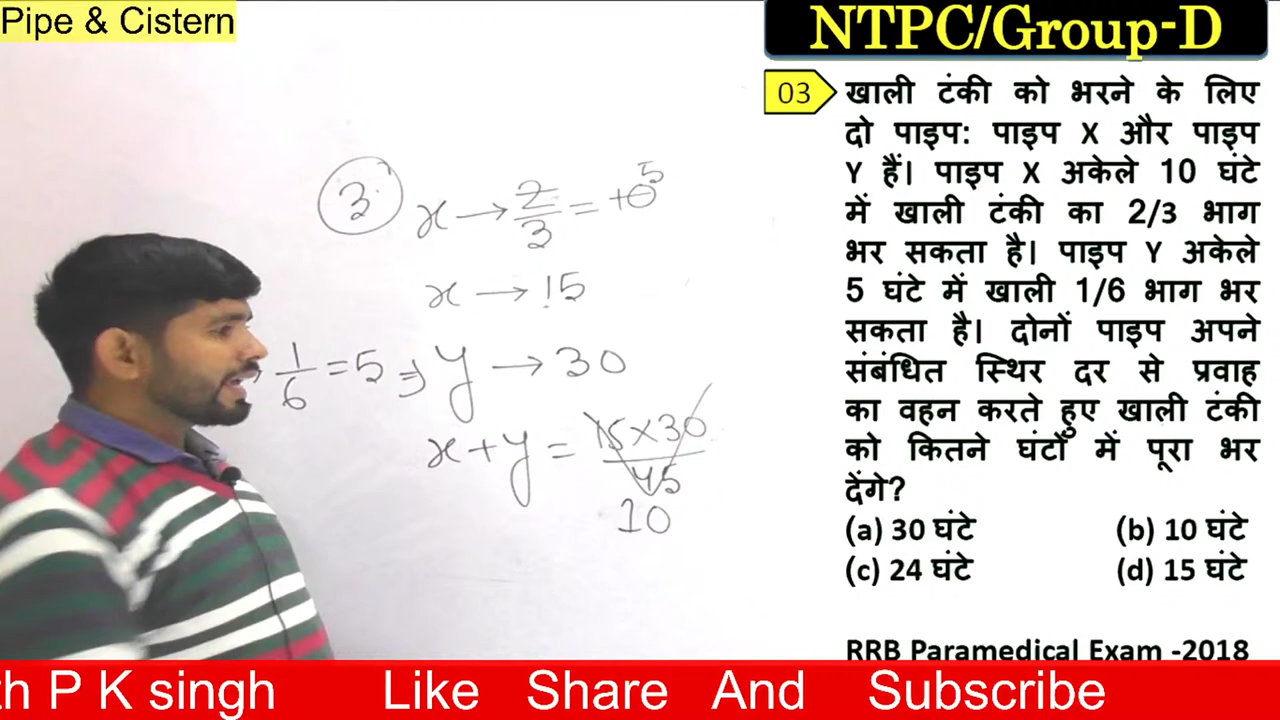 Pipe & Cistern
NTPC/Group-D
03
खाली टंकी को भरने के लिए
दो पाइप: पाइप X और पाइप
Y हैं। पाइप X अकेले 10 घंटे
में खाली टंकी का 2/3 भाग
भर सकता है। पाइप Y अकेले
5 घंटे में खाली 1/6 भाग भर
सकता है। दोनों पाइप अपने
संबंधित स्थिर दर से प्रवाह
का वहन करते हुए खाली टंकी
को कितने घंटों में पूरा भर
देंगे?
(a) 30 घंटे (b) 10 घंटे
(c) 24 घंटे (d) 15 घंटे
RRB Paramedical Exam -2018
3
x → 2/3 = 10 5
x → 15
1/6 = 5 ⇒ y → 30
x + y = 15×30
45
10
th P K singh Like Share And Subscribe